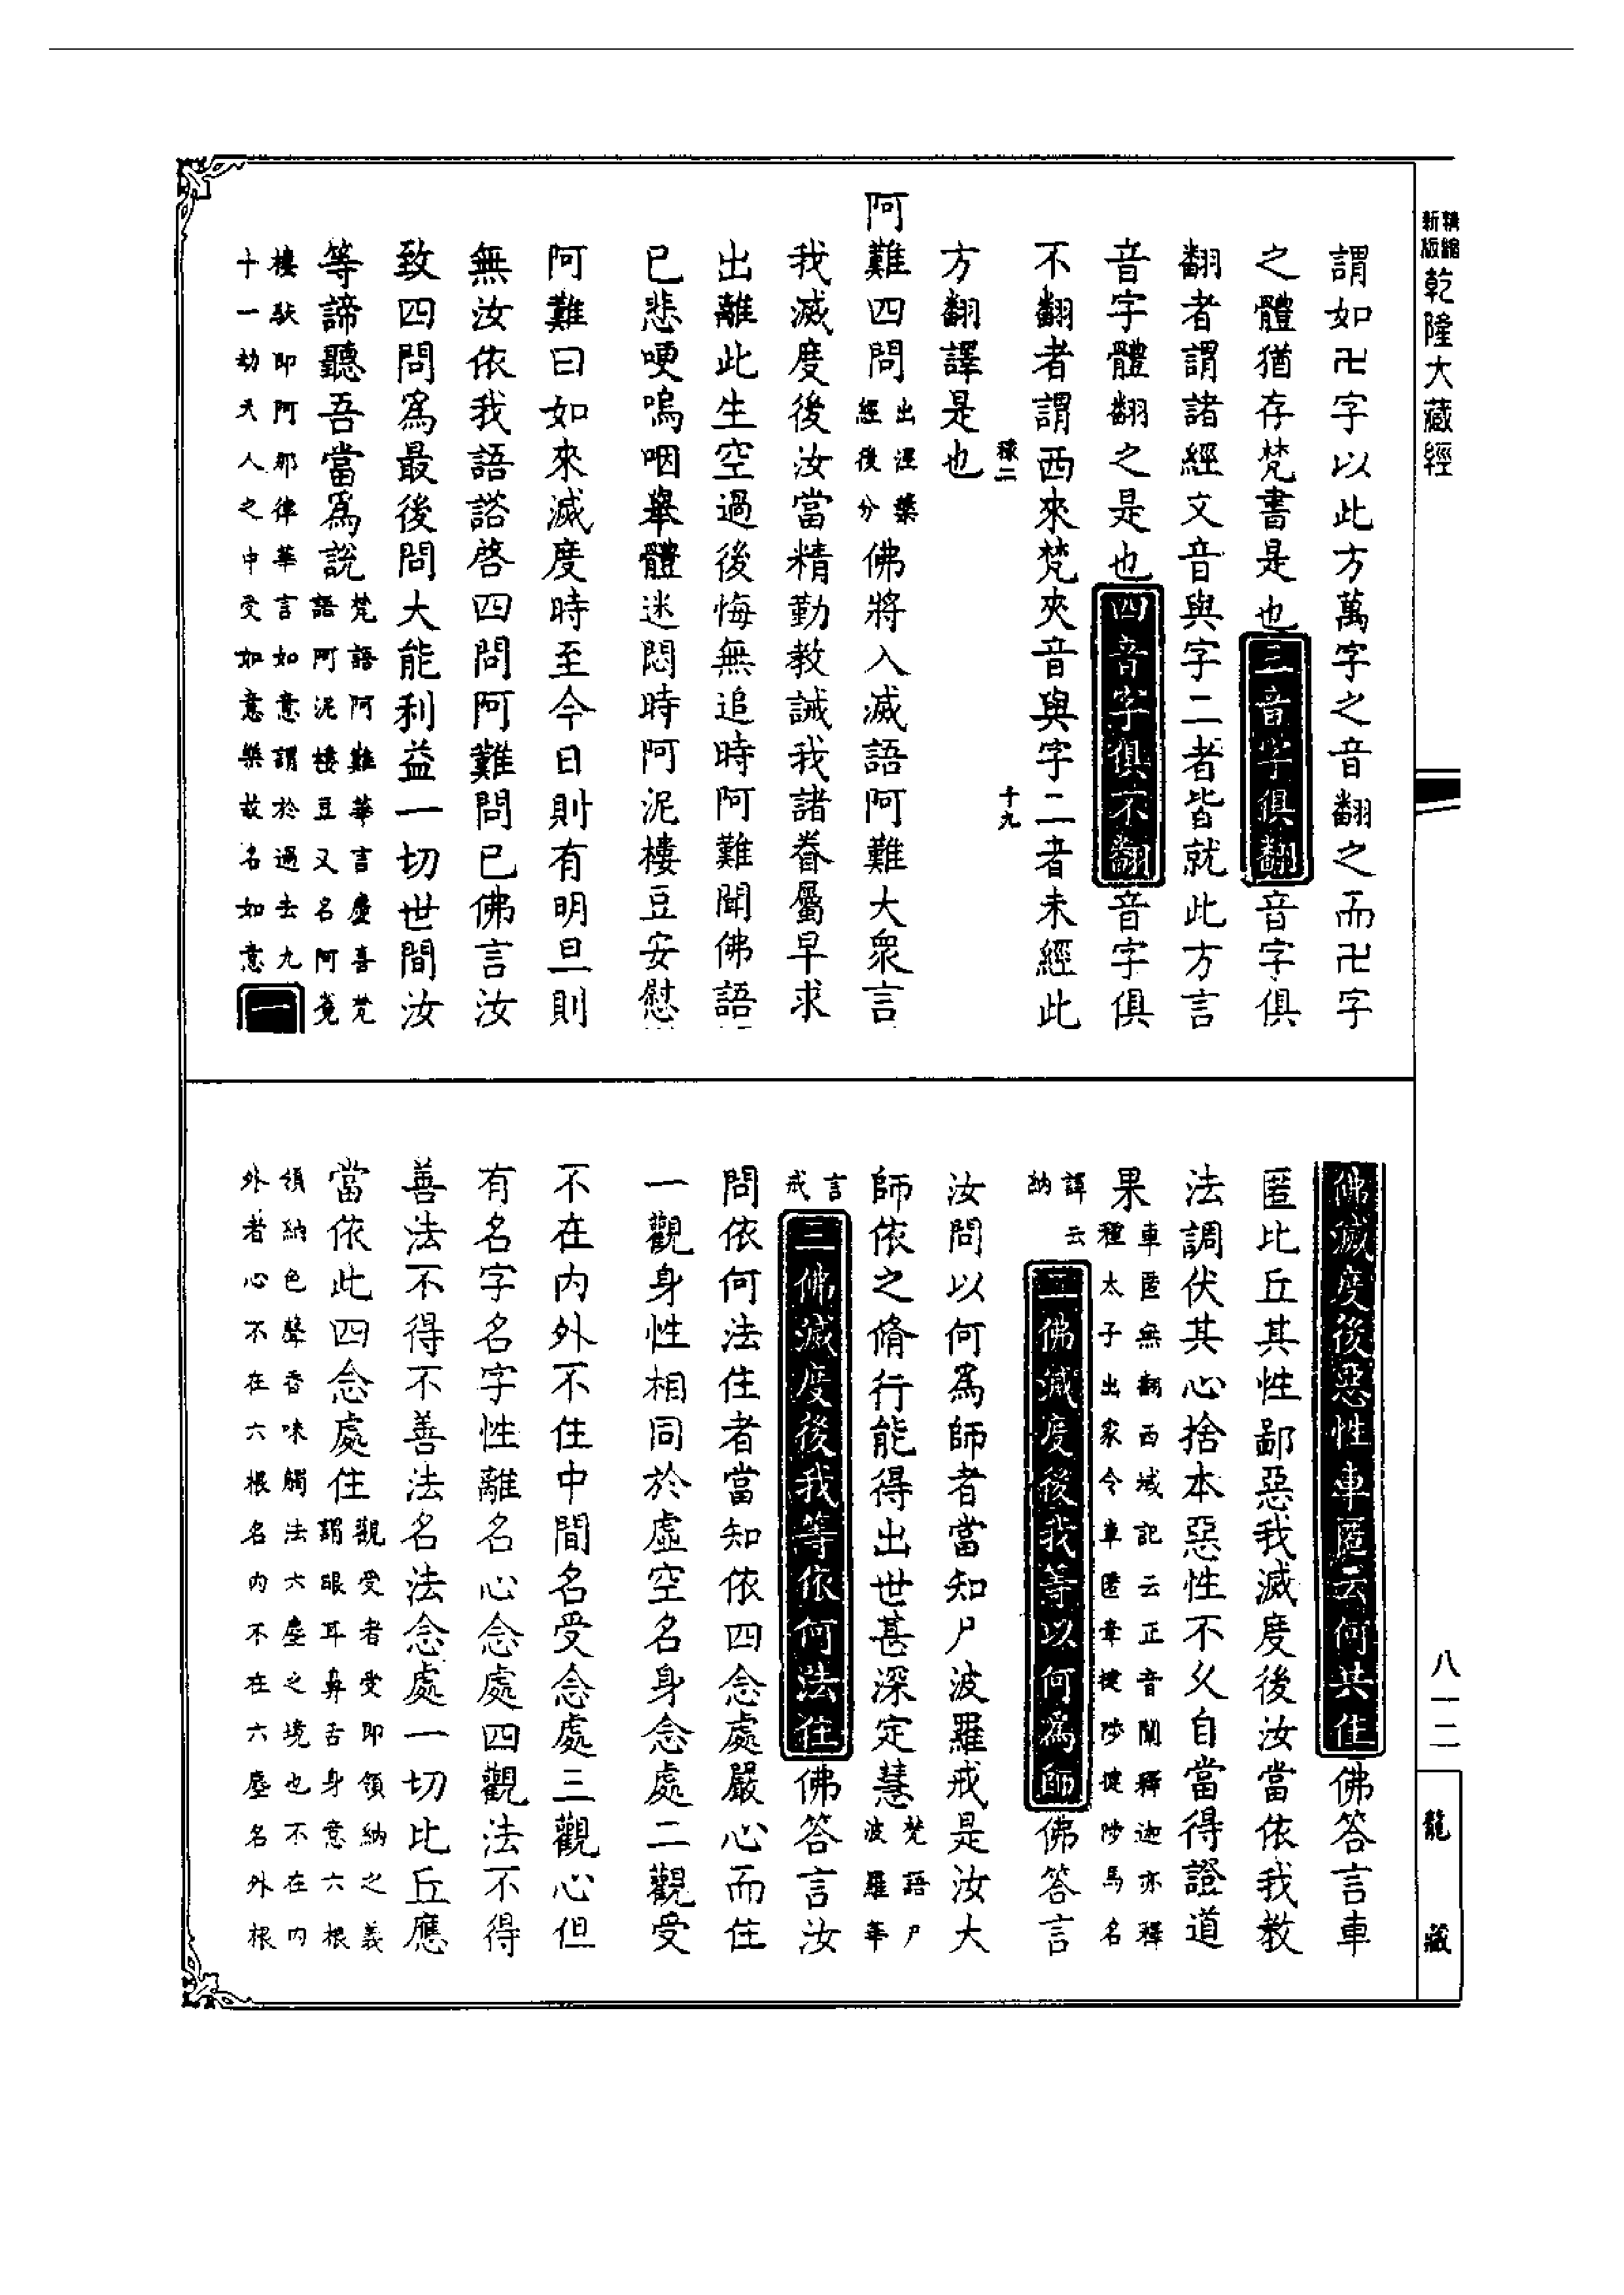 精縮
新版
乾隆大藏經
謂如卍字以此方萬字之音翻之而卍字
之體猶存梵書是也三音字俱翻音字俱
翻者謂諸經文音與字二者皆就此方言
音字體翻之是也四音字俱不翻音字俱
不翻者謂西來梵夾音與字二者未經此
稼二
十九
方翻譯是也
阿難四問出涅槃經後分佛將入滅語阿難大眾言
我滅度後汝當精勤教誡我諸眷屬早求
出離此生空過後悔無追時阿難聞佛語
已悲哽嗚咽舉體迷悶時阿泥樓豆安慰
阿難曰如來滅度時至今日則有明旦則
無汝依我語諮啓四問阿難問已佛言汝
致四問爲最後問大能利益一切世間汝
等諦聽吾當爲說梵語阿難華言慶喜梵語阿泥樓豆又名阿㝹
樓馱即阿那律華言如意謂於過去九十一劫天人之中受如意樂故名如意一
佛滅度後惡性車匿云何共住佛答言車
匿比丘其性鄙惡我滅度後汝當依我教
法調伏其心捨本惡性不久自當得證道
果車匿無翻西域記云正音闡釋迦亦釋種太子出家令車匿牽揵陟揵陟馬名
譯云納二佛滅度後我等以何爲師佛答言
汝問以何爲師者當知尸波羅戒是汝大
師依之脩行能得出世甚深定慧梵語尸波羅華
言戒三佛滅度後我等依何法住佛答言汝
問依何法住者當知依四念處嚴心而住
一觀身性相同於虛空名身念處二觀受
不在內外不住中間名受念處三觀心但
有名字名字性離名心念處四觀法不得
善法不得不善法名法念處一切比丘應
當依此四念處住觀受者受即領納之義謂眼耳鼻舌身意六根
領納色聲香味觸法六塵之境也不在內外者心不在六根名內不在六塵名外根
八一二
龍藏